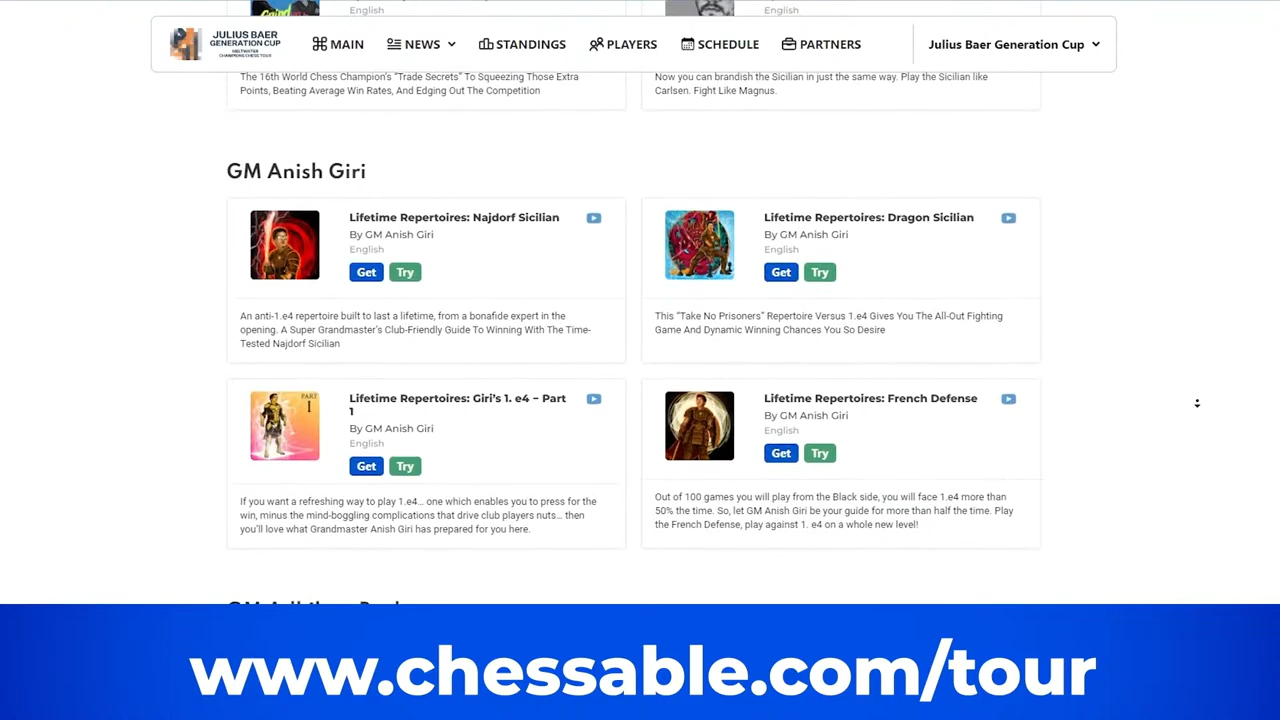 English
English
JULIUS BAER
GENERATION CUP
MELTWATER
CHAMPIONS CHESS TOUR
MAIN
NEWS
STANDINGS
PLAYERS
SCHEDULE
PARTNERS
Julius Baer Generation Cup
The 16th World Chess Champion's “Trade Secrets” To Squeezing Those Extra
Points, Beating Average Win Rates, And Edging Out The Competition
Now you can brandish the Sicilian in just the same way. Play the Sicilian like
Carlsen. Fight Like Magnus.
GM Anish Giri
Lifetime Repertoires: Najdorf Sicilian
By GM Anish Giri
English
Get
Try
An anti-1.e4 repertoire built to last a lifetime, from a bonafide expert in the
opening. A Super Grandmaster's Club-Friendly Guide To Winning With The Time-
Tested Najdorf Sicilian
Lifetime Repertoires: Dragon Sicilian
By GM Anish Giri
English
Get
Try
This “Take No Prisoners” Repertoire Versus 1.e4 Gives You The All-Out Fighting
Game And Dynamic Winning Chances You So Desire
PART
I
Lifetime Repertoires: Giri's 1. e4 – Part
1
By GM Anish Giri
English
Get
Try
If you want a refreshing way to play 1.e4… one which enables you to press for the
win, minus the mind-boggling complications that drive club players nuts… then
you'll love what Grandmaster Anish Giri has prepared for you here.
Lifetime Repertoires: French Defense
By GM Anish Giri
English
Get
Try
Out of 100 games you will play from the Black side, you will face 1.e4 more than
50% the time. So, let GM Anish Giri be your guide for more than half the time. Play
the French Defense, play against 1. e4 on a whole new level!
www.chessable.com/tour